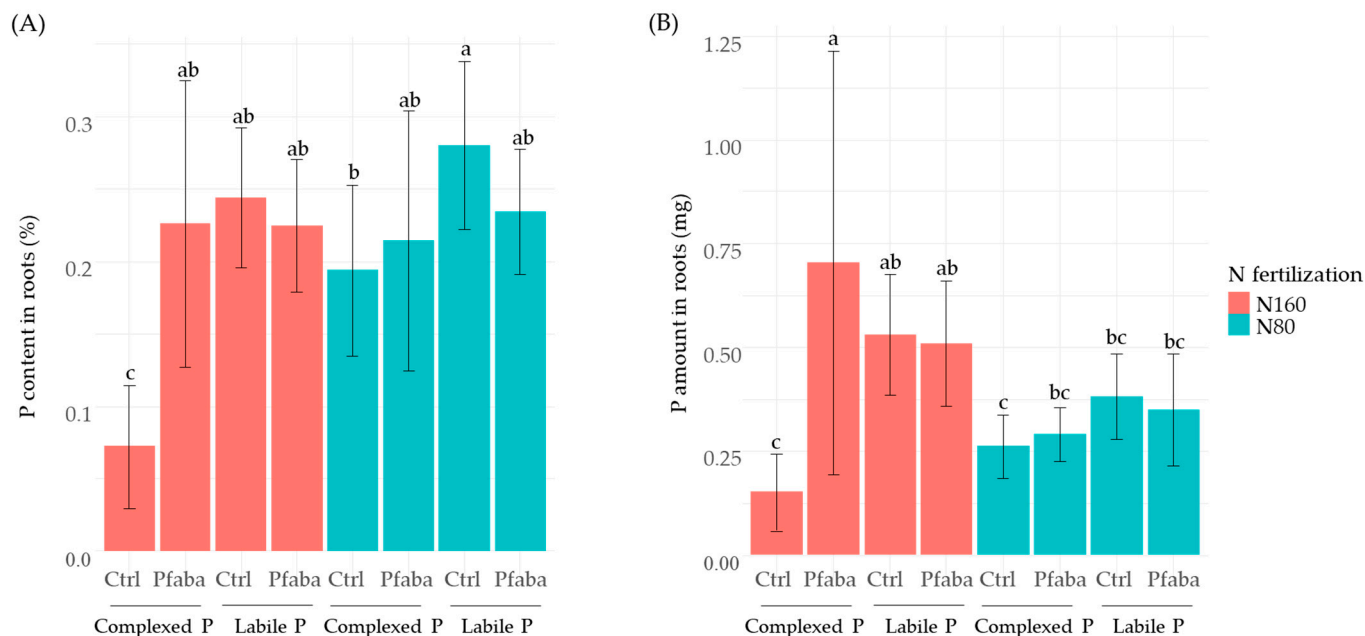 (A)
P content in roots (%)
0.3
0.2
0.1
0.0
c
ab
ab
ab
b
ab
a
ab
Ctrl Pfaba Ctrl Pfaba Ctrl Pfaba Ctrl Pfaba
Complexed P Labile P Complexed P Labile P
(B)
P amount in roots (mg)
1.25
1.00
0.75
0.50
0.25
0.00
c
a
ab
ab
c
bc
bc
bc
Ctrl Pfaba Ctrl Pfaba Ctrl Pfaba Ctrl Pfaba
Complexed P Labile P Complexed P Labile P
N fertilization
N160
N80